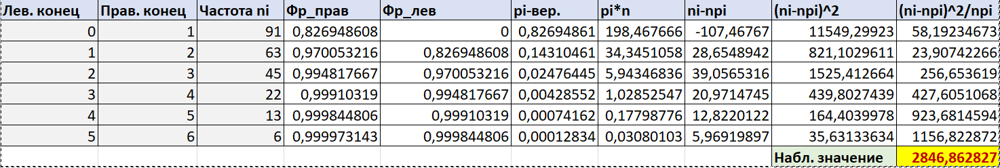 Лев. конец Прав. конец Частота ni Фр_прав Фр_лев pi-вер. pi*n ni-npi (ni-npi)^2 (ni-npi)^2/npi
0 1 91 0,826948608 0 0,82694861 198,467666 -107,46767 11549,29923 58,19234673
1 2 63 0,970053216 0,826948608 0,14310461 34,3451058 28,6548942 821,1029611 23,90742266
2 3 45 0,994817667 0,970053216 0,02476445 5,94346836 39,0565316 1525,412664 256,653619
3 4 22 0,99910319 0,994817667 0,00428552 1,02852547 20,9714745 439,8027439 427,6051068
4 5 13 0,999844806 0,99910319 0,00074162 0,17798776 12,8220122 164,4039978 923,6814594
5 6 6 0,999973143 0,999844806 0,00012834 0,03080103 5,96919897 35,63133634 1156,822872
Набл. значение 2846,862827